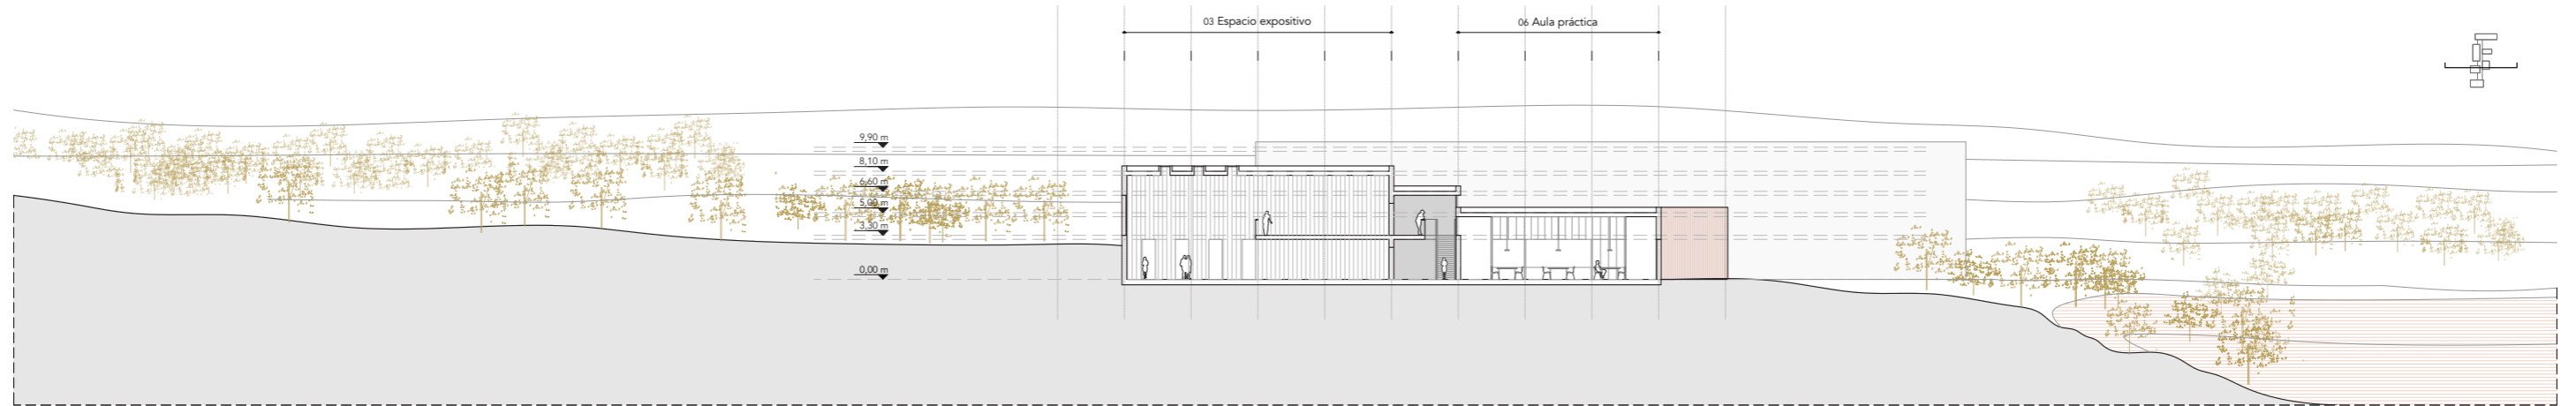 03 Espacio expositivo
06 Aula práctica
9,90 m
8,10 m
6,60 m
5,00 m
3,30 m
0,00 m